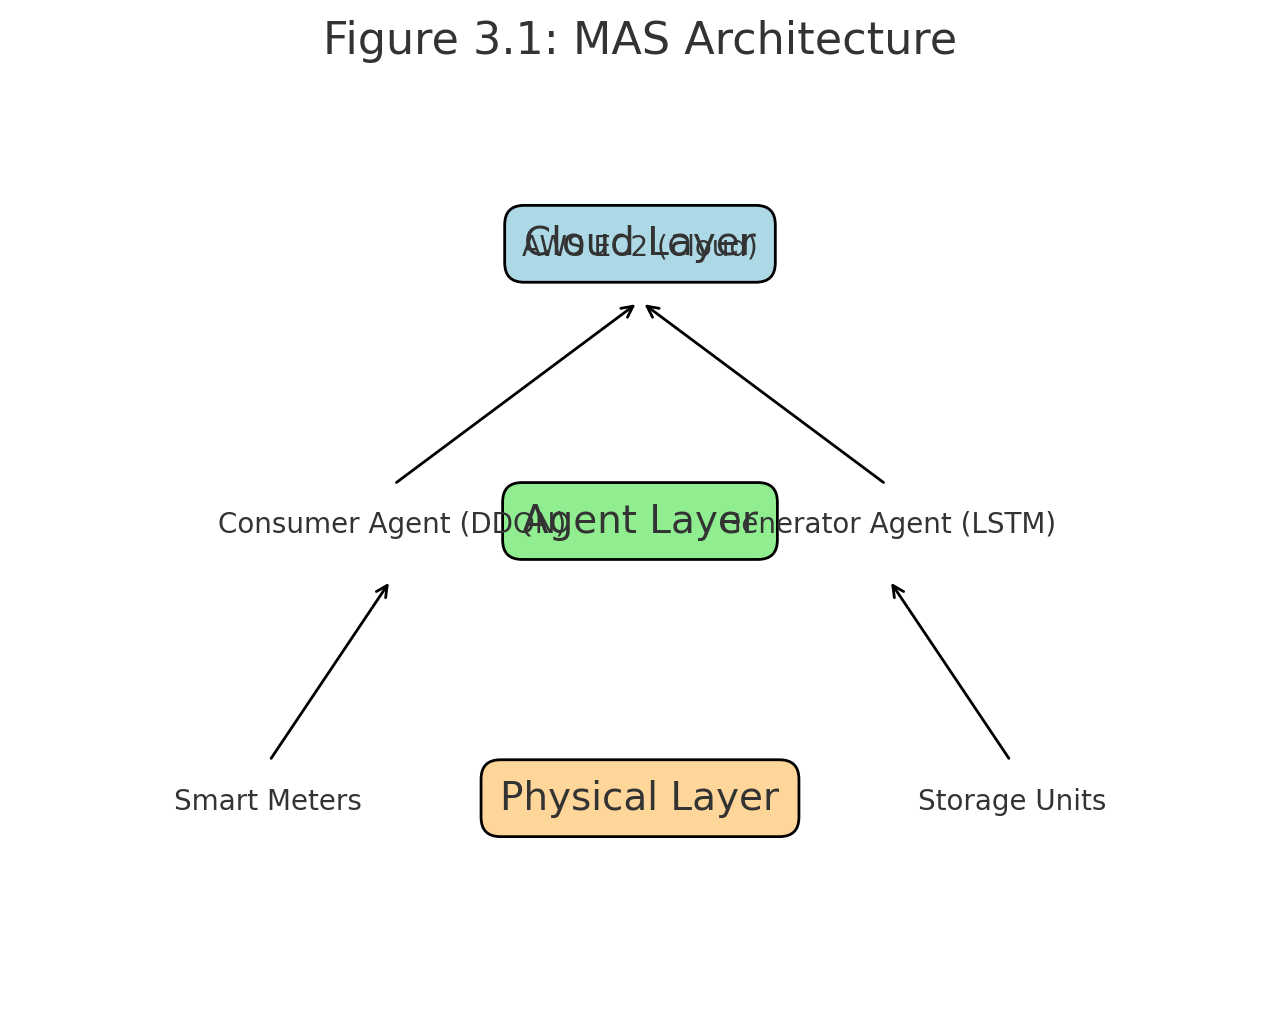 Figure 3.1: MAS Architecture
Cloud Layer
AWS (Cloud)
Consumer Agent (DDQN)
Agent Layer
Generator Agent (LSTM)
Smart Meters
Physical Layer
Storage Units